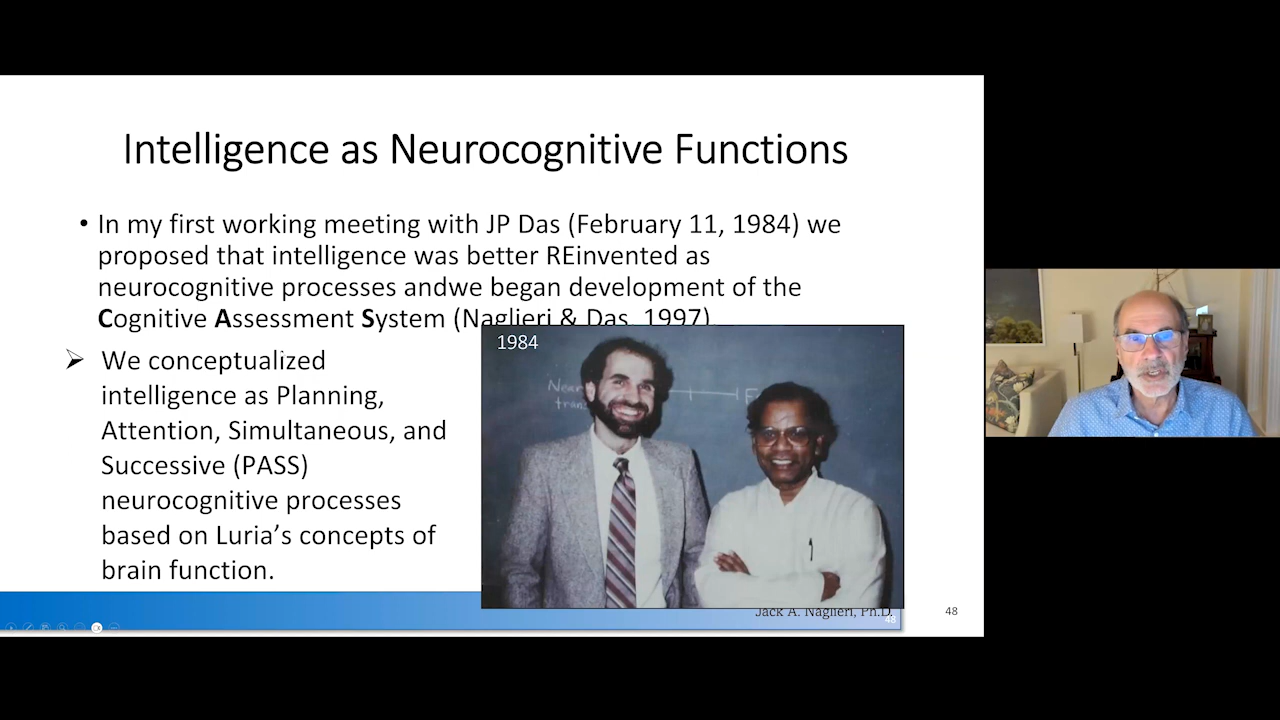 Intelligence as Neurocognitive Functions
• In my first working meeting with JP Das (February 11, 1984) we
proposed that intelligence was better REinvented as
neurocognitive processes andwe began development of the
Cognitive Assessment System (Naglieri & Das, 1997).
➢ We conceptualized
intelligence as Planning,
Attention, Simultaneous, and
Successive (PASS)
neurocognitive processes
based on Luria’s concepts of
brain function.
1984
Jack A. Naglieri, Ph.D.
48
48